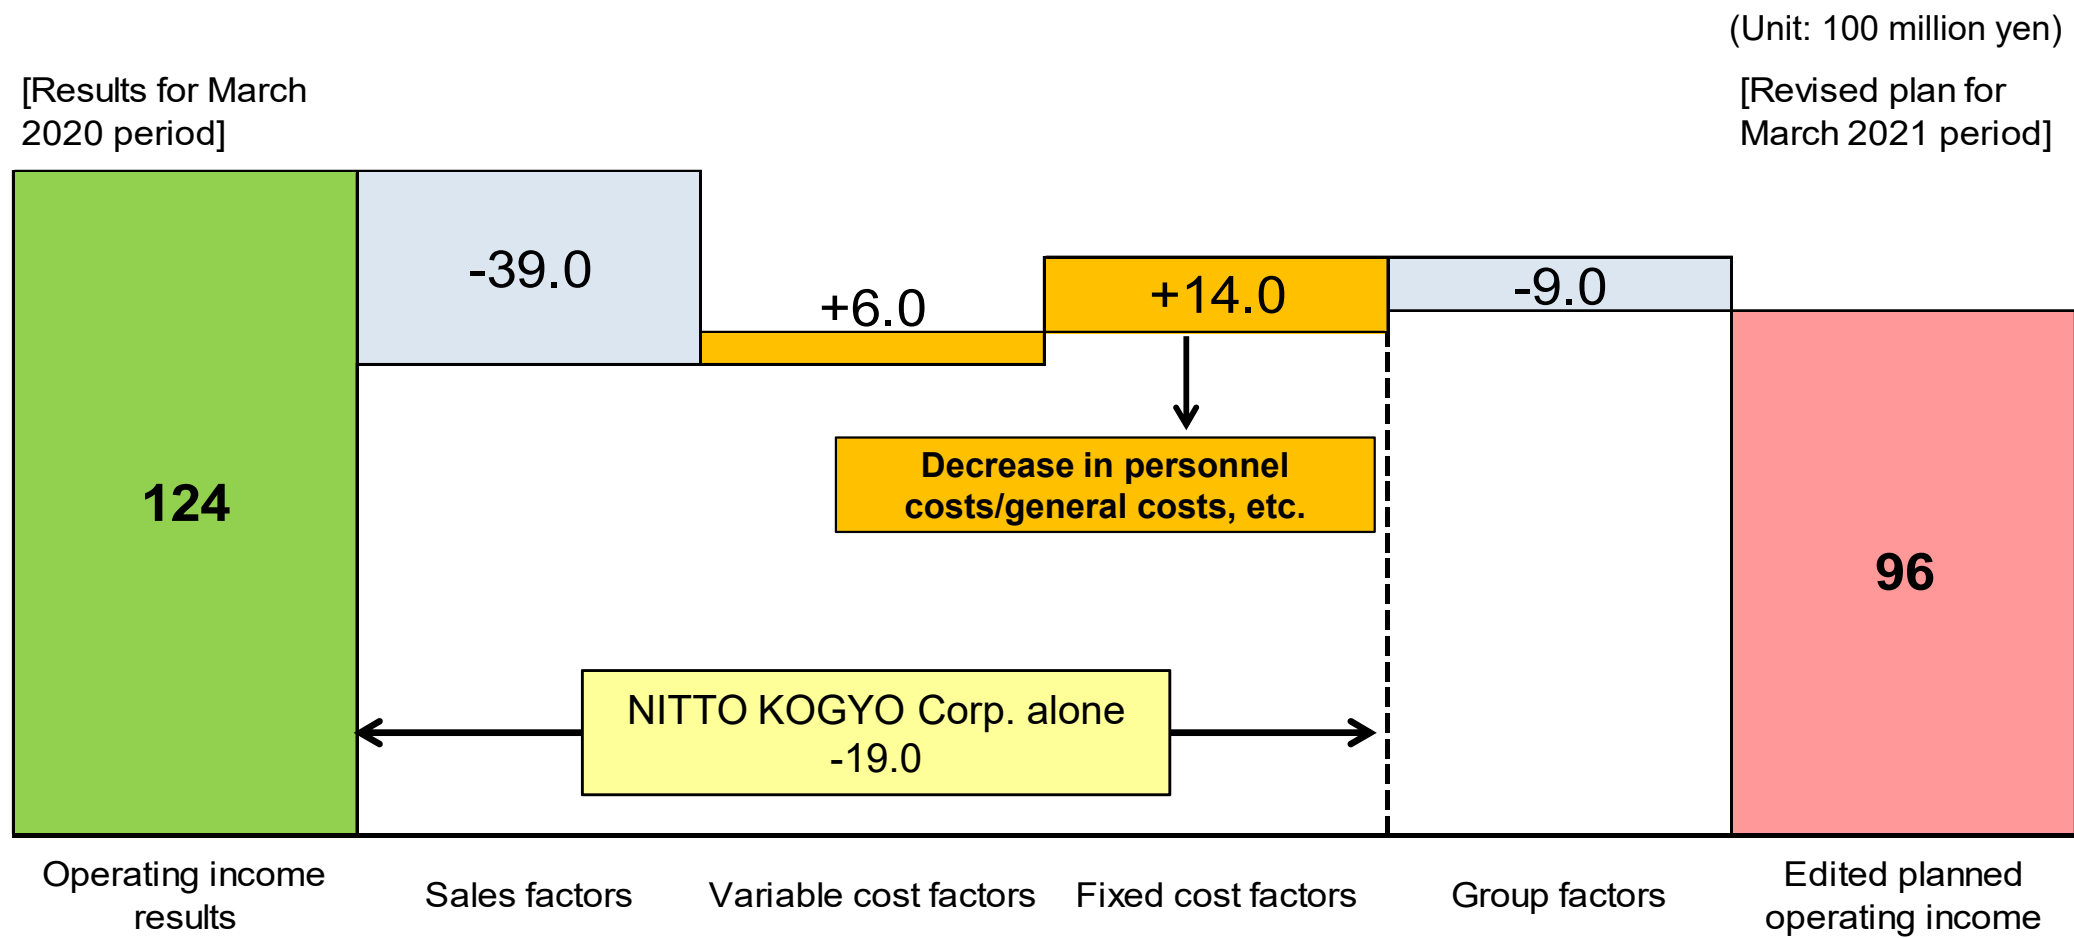 (Unit: 100 million yen)
[Results for March
2020 period]
[Revised plan for
March 2021 period]
-39.0
+6.0
+14.0
-9.0
Decrease in personnel
costs/general costs, etc.
124
96
NITTO KOGYO Corp. alone
-19.0
Operating income
results
Sales factors
Variable cost factors
Fixed cost factors
Group factors
Edited planned
operating income